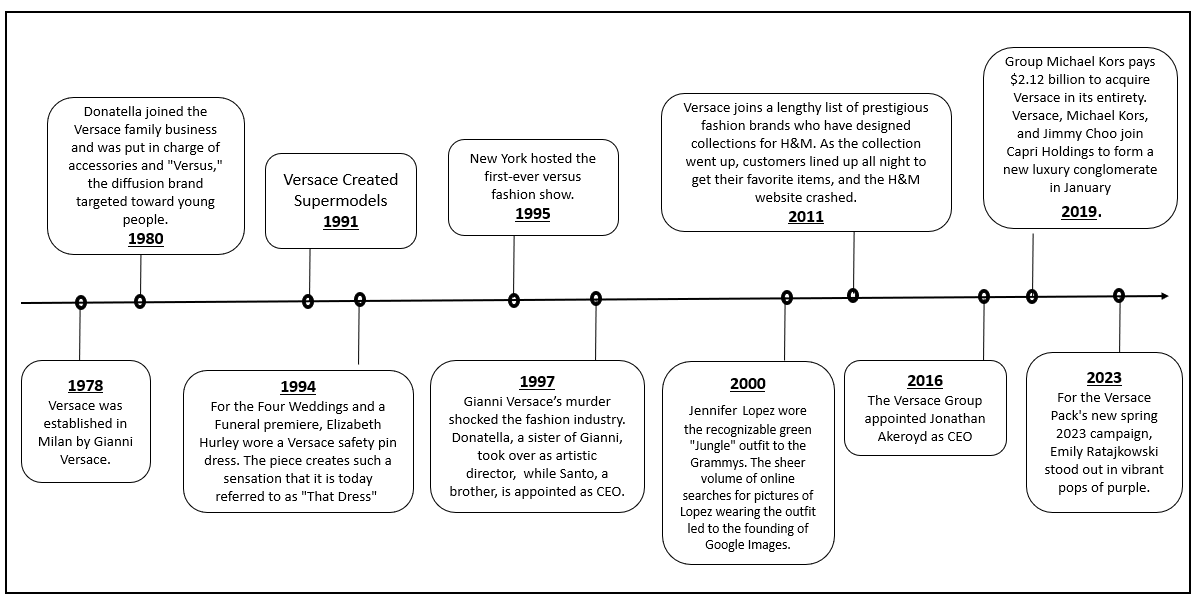 Donatella joined the
Versace family business
and was put in charge of
accessories and "Versus,"
the diffusion brand
targeted toward young
people.
1980
Versace Created
Supermodels
1991
New York hosted the
first-ever versus
fashion show.
1995
Versace joins a lengthy list of prestigious
fashion brands who have designed
collections for H&M. As the collection
went up, customers lined up all night to
get their favorite items, and the H&M
website crashed.
2011
Group Michael Kors pays
$2.12 billion to acquire
Versace in its entirety.
Versace, Michael Kors,
and Jimmy Choo join
Capri Holdings to form a
new luxury conglomerate
in January
2019.
1978
Versace was
established in
Milan by Gianni
Versace.
1994
For the Four Weddings and a
Funeral premiere, Elizabeth
Hurley wore a Versace safety pin
dress. The piece creates such a
sensation that it is today
referred to as "That Dress"
1997
Gianni Versace’s murder
shocked the fashion industry.
Donatella, a sister of Gianni,
took over as artistic
director, while Santo, a
brother, is appointed as CEO.
2000
Jennifer Lopez wore
the recognizable green
"Jungle" outfit to the
Grammys. The sheer
volume of online
searches for pictures of
Lopez wearing the outfit
led to the founding of
Google Images.
2016
The Versace Group
appointed Jonathan
Akeroyd as CEO
2023
For the Versace
Pack's new spring
2023 campaign,
Emily Ratajkowski
stood out in vibrant
pops of purple.